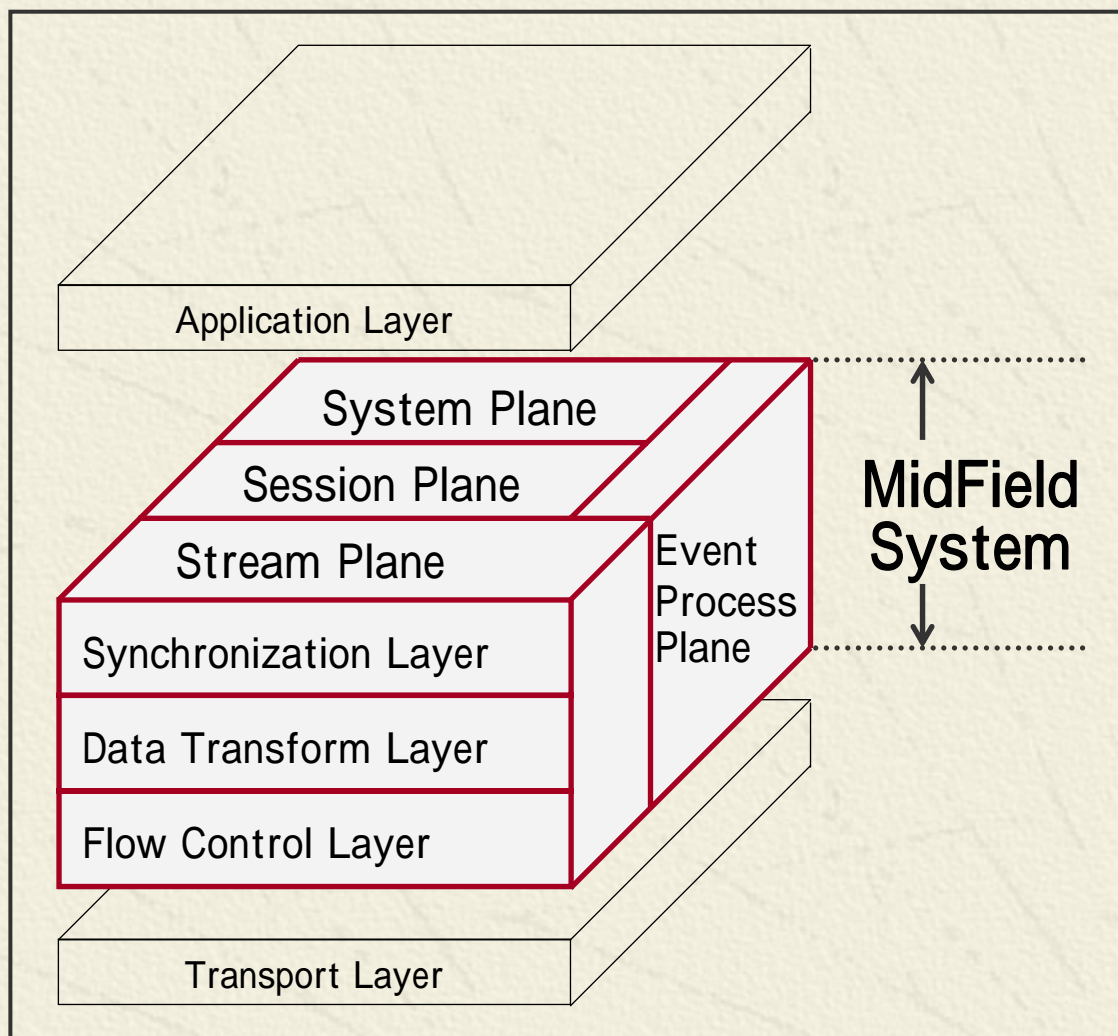 Application Layer
System Plane
Session Plane
Stream Plane
Synchronization Layer
Data Transform Layer
Flow Control Layer
Event
Process
Plane
MidField
System
Transport Layer